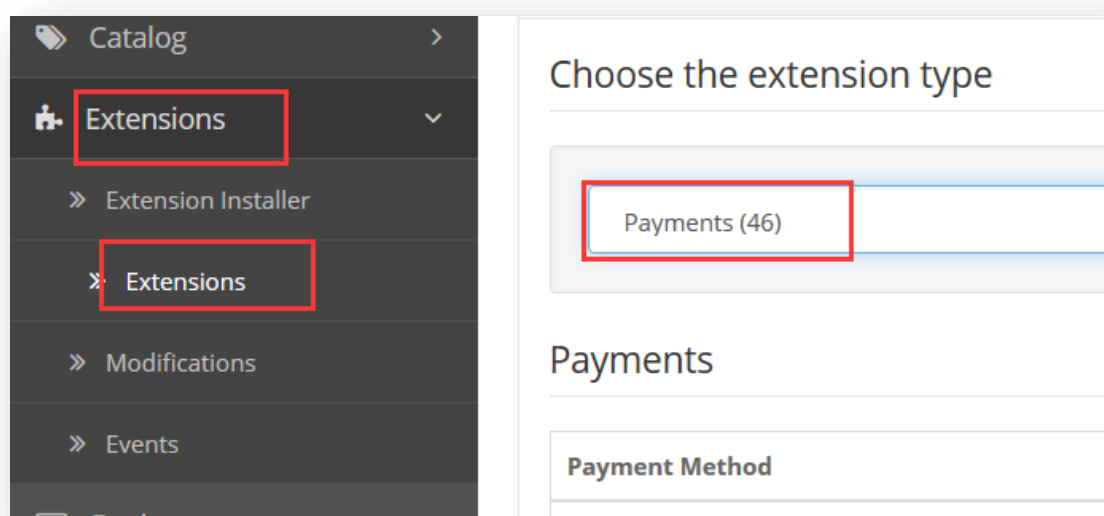 Catalog
Extensions
Extension Installer
Extensions
Modifications
Events
Choose the extension type
Payments (46)
Payments
Payment Method